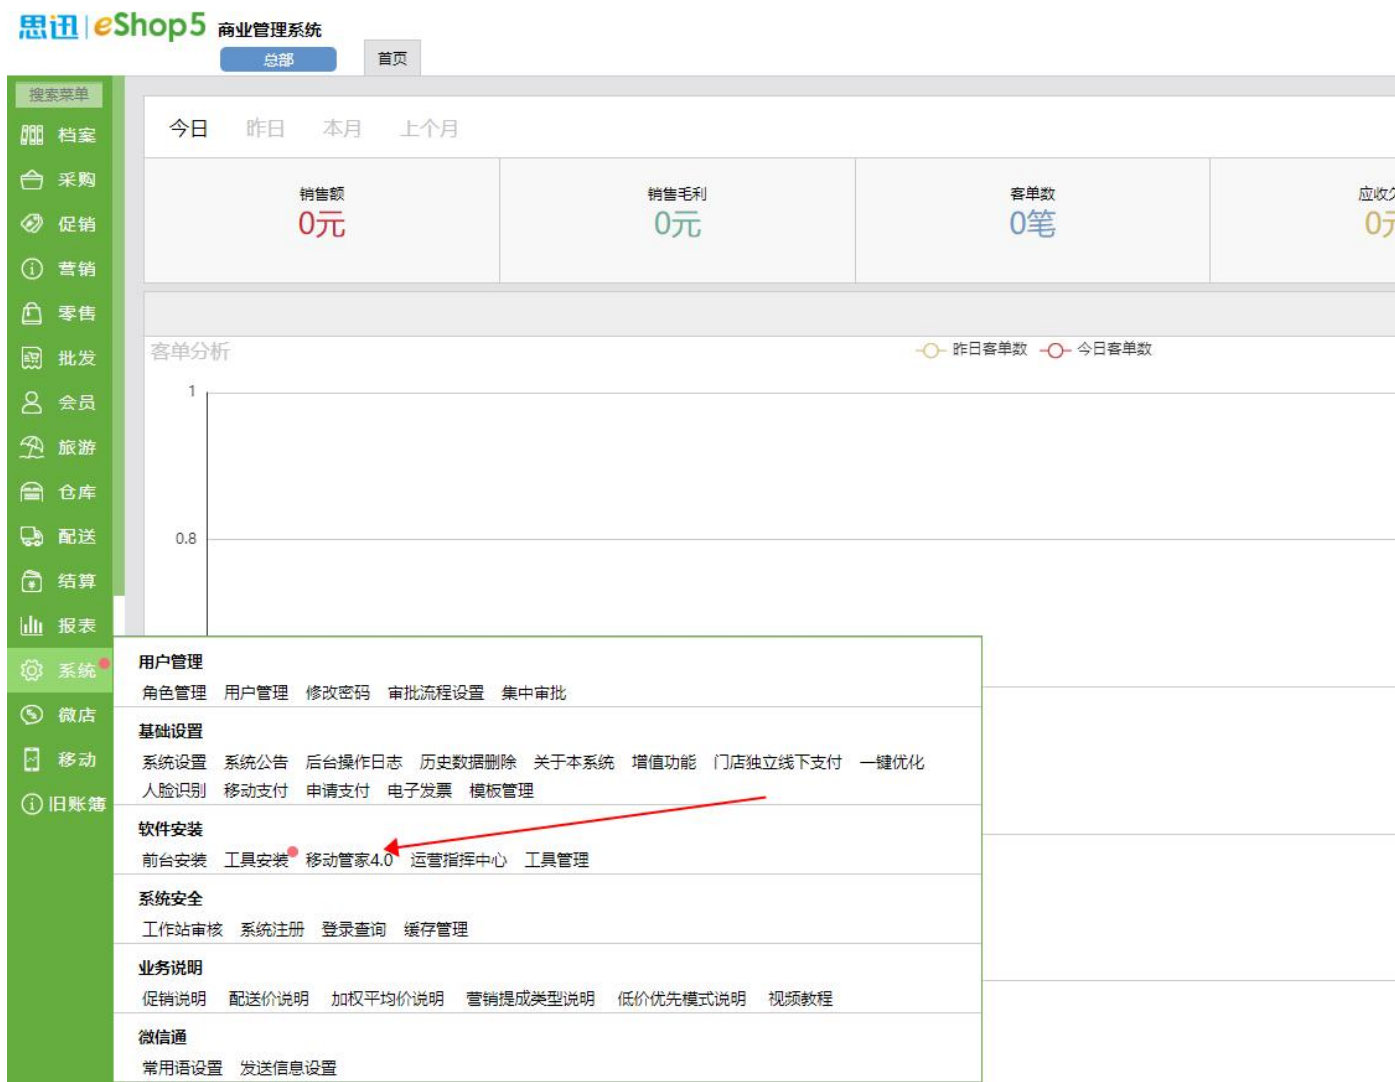 思迅 eShop5 商业管理系统
总部 首页
搜索菜单
档案
采购
促销
营销
零售
批发
会员
旅游
仓库
配送
结算
报表
系统
微店
移动
旧账簿
今日 昨日 本月 上个月
销售额 销售毛利 客单数 应收
0元 0元 0笔 0
客单分析 昨日客单数 今日客单数
1
0.8
用户管理
角色管理 用户管理 修改密码 审批流程设置 集中审批
基础设置
系统设置 系统公告 后台操作日志 历史数据删除 关于本系统 增值功能 门店独立线下支付 一键优化
人脸识别 移动支付 申请支付 电子发票 模板管理
软件安装
前台安装 工具安装 移动管家4.0 运营指挥中心 工具管理
系统安全
工作站审核 系统注册 登录查询 缓存管理
业务说明
促销说明 配送价说明 加权平均价说明 营销提成类型说明 低价优先模式说明 视频教程
微信通
常用语设置 发送信息设置